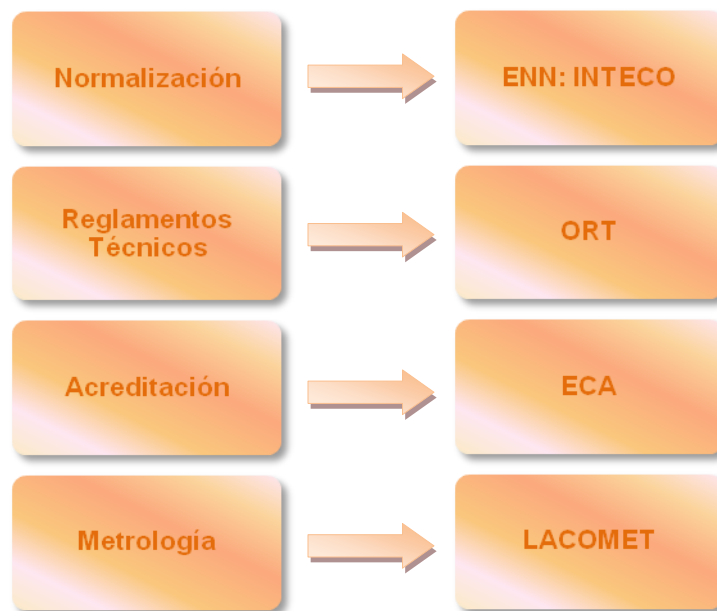 Normalización
ENN: INTECO
Reglamentos
Técnicos
ORT
Acreditación
ECA
Metrología
LACOMET